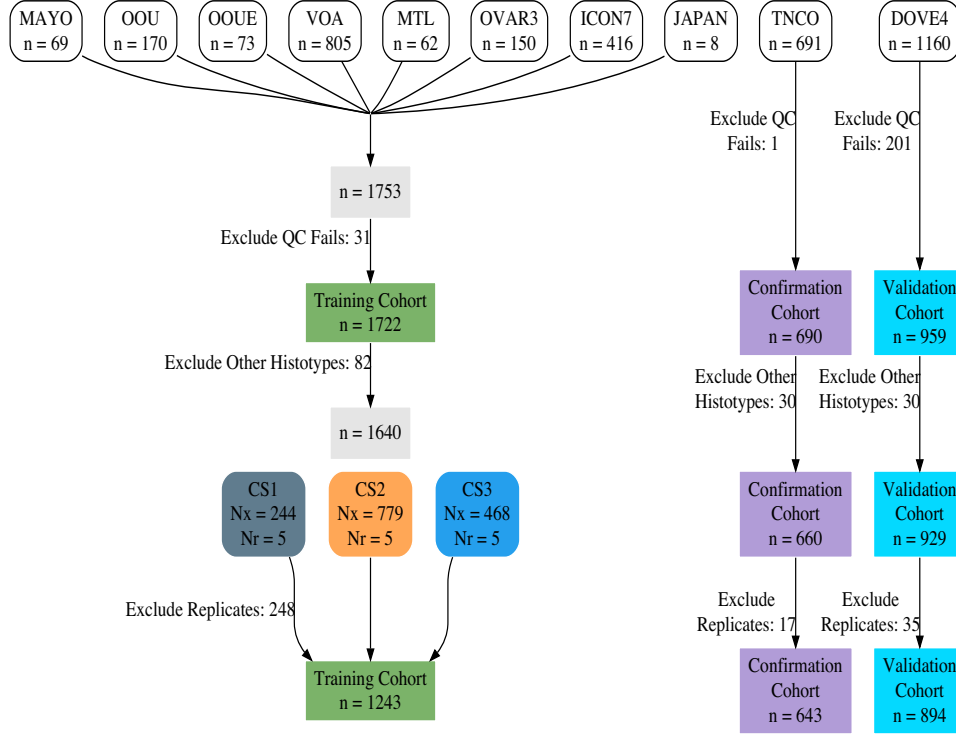 MAYO
n = 69
OOU
n = 170
OOUE
n = 73
VOA
n = 805
MTL
n = 62
OVAR3
n = 150
ICON7
n = 416
JAPAN
n = 8
TNCO
n = 691
DOVE4
n = 1160
Exclude QC
Fails: 1
Exclude QC
Fails: 201
n = 1753
Exclude QC Fails: 31
Training Cohort
n = 1722
Confirmation
Cohort
n = 690
Validation
Cohort
n = 959
Exclude Other Histotypes: 82
Exclude Other
Histotypes: 30
Exclude Other
Histotypes: 30
n = 1640
CS1
Nx = 244
Nr = 5
CS2
Nx = 779
Nr = 5
CS3
Nx = 468
Nr = 5
Confirmation
Cohort
n = 660
Validation
Cohort
n = 929
Exclude Replicates: 248
Exclude
Replicates: 17
Exclude
Replicates: 35
Training Cohort
n = 1243
Confirmation
Cohort
n = 643
Validation
Cohort
n = 894